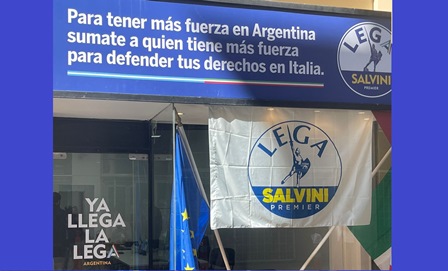 Para tener más fuerza en Argentina
sumate a quien tiene más fuerza
para defender tus derechos en Italia.
LEGA
SALVINI
PREMIER
LEGA
SALVINI
PREMIER
YA
LLEGA
LA
LEGA
ARGENTINA